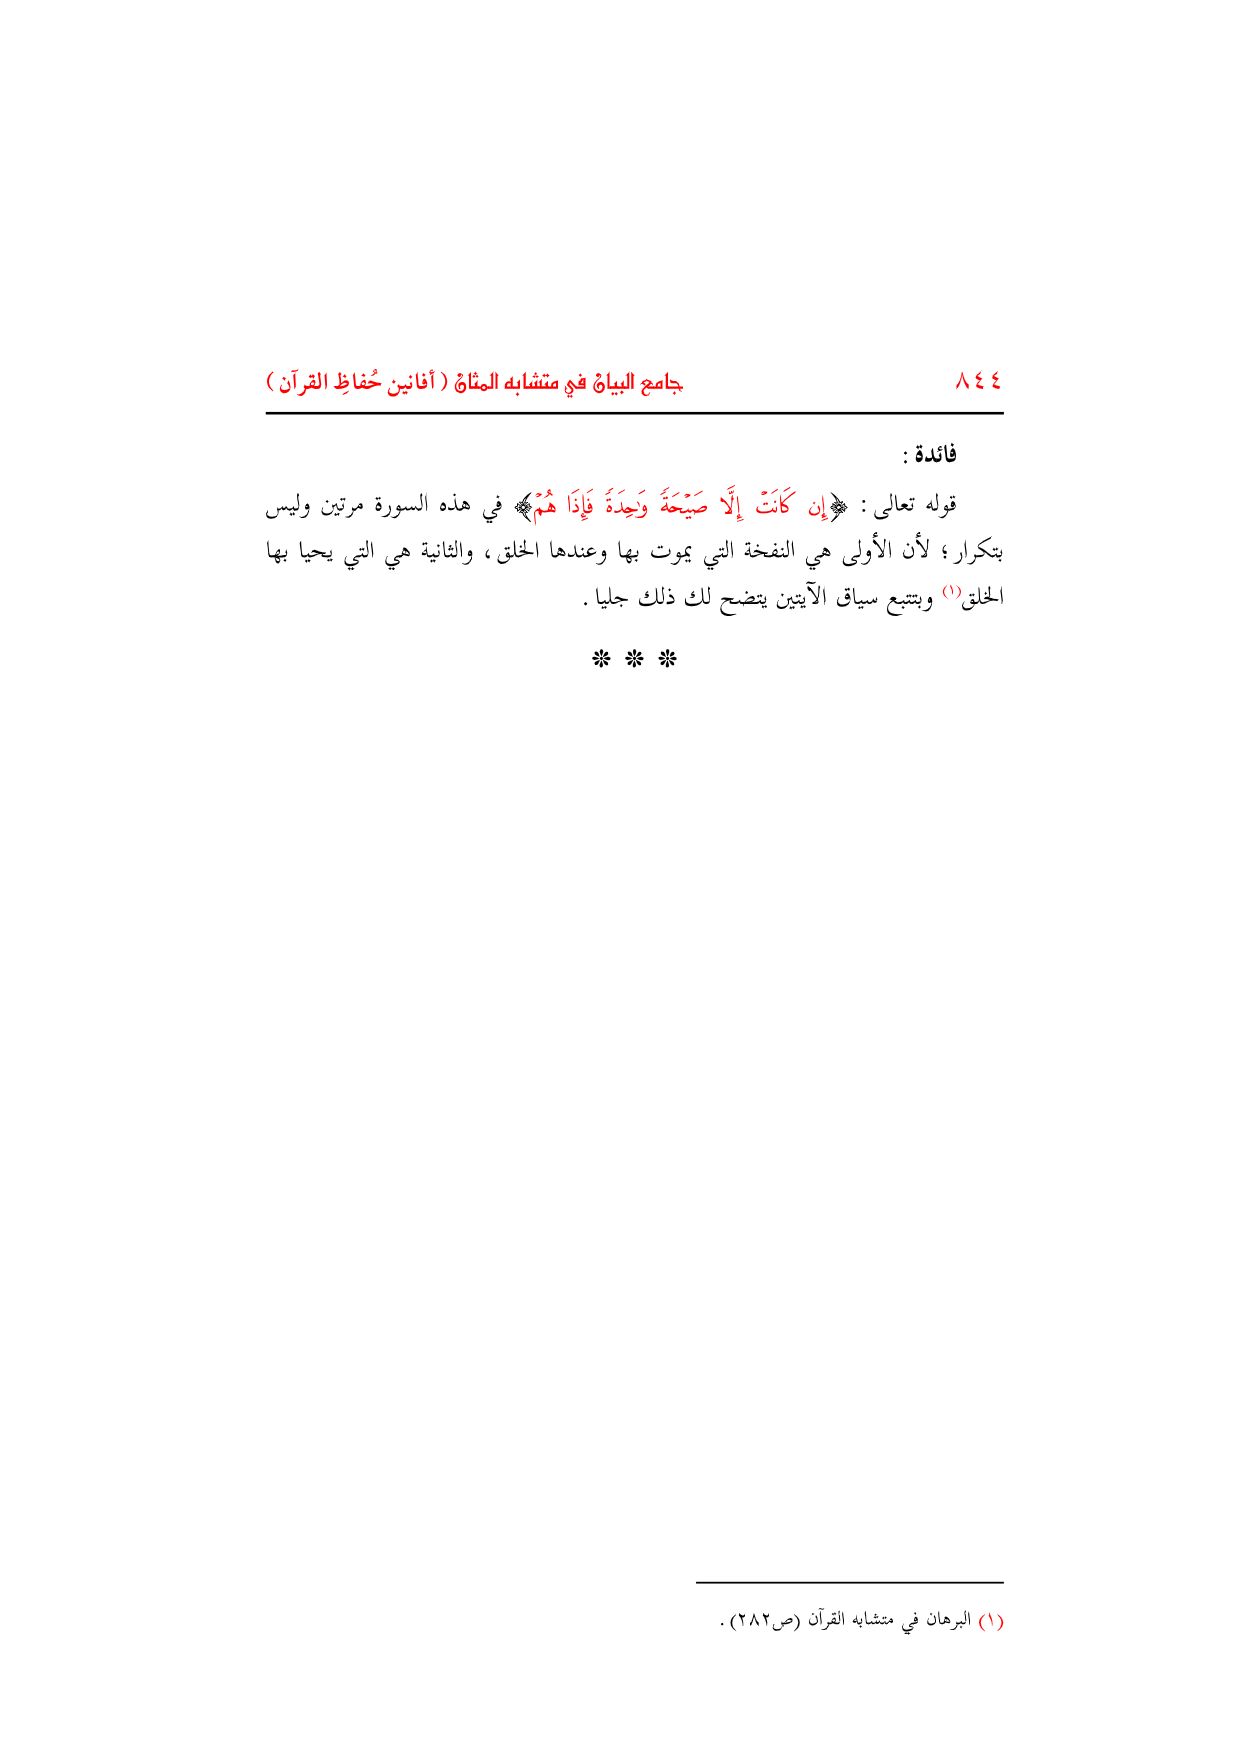 ٨٤٤ جامع البيان في متشابه المثان ( أفانين حُفاظِ القرآن )
فائدة :
قوله تعالى : ﴿إِن كَانَتۡ إِلَّا صَيۡحَةٗ وَٰحِدَةٗ فَإِذَا هُمۡ﴾ في هذه السورة مرتين وليس
بتكرار ؛ لأن الأولى هي النفخة التي يموت بها وعندها الخلق ، والثانية هي التي يحيا بها
الخلق(١) وبتتبع سياق الآيتين يتضح لك ذلك جليا .
(١) البرهان في متشابه القرآن (ص٢٨٢) .